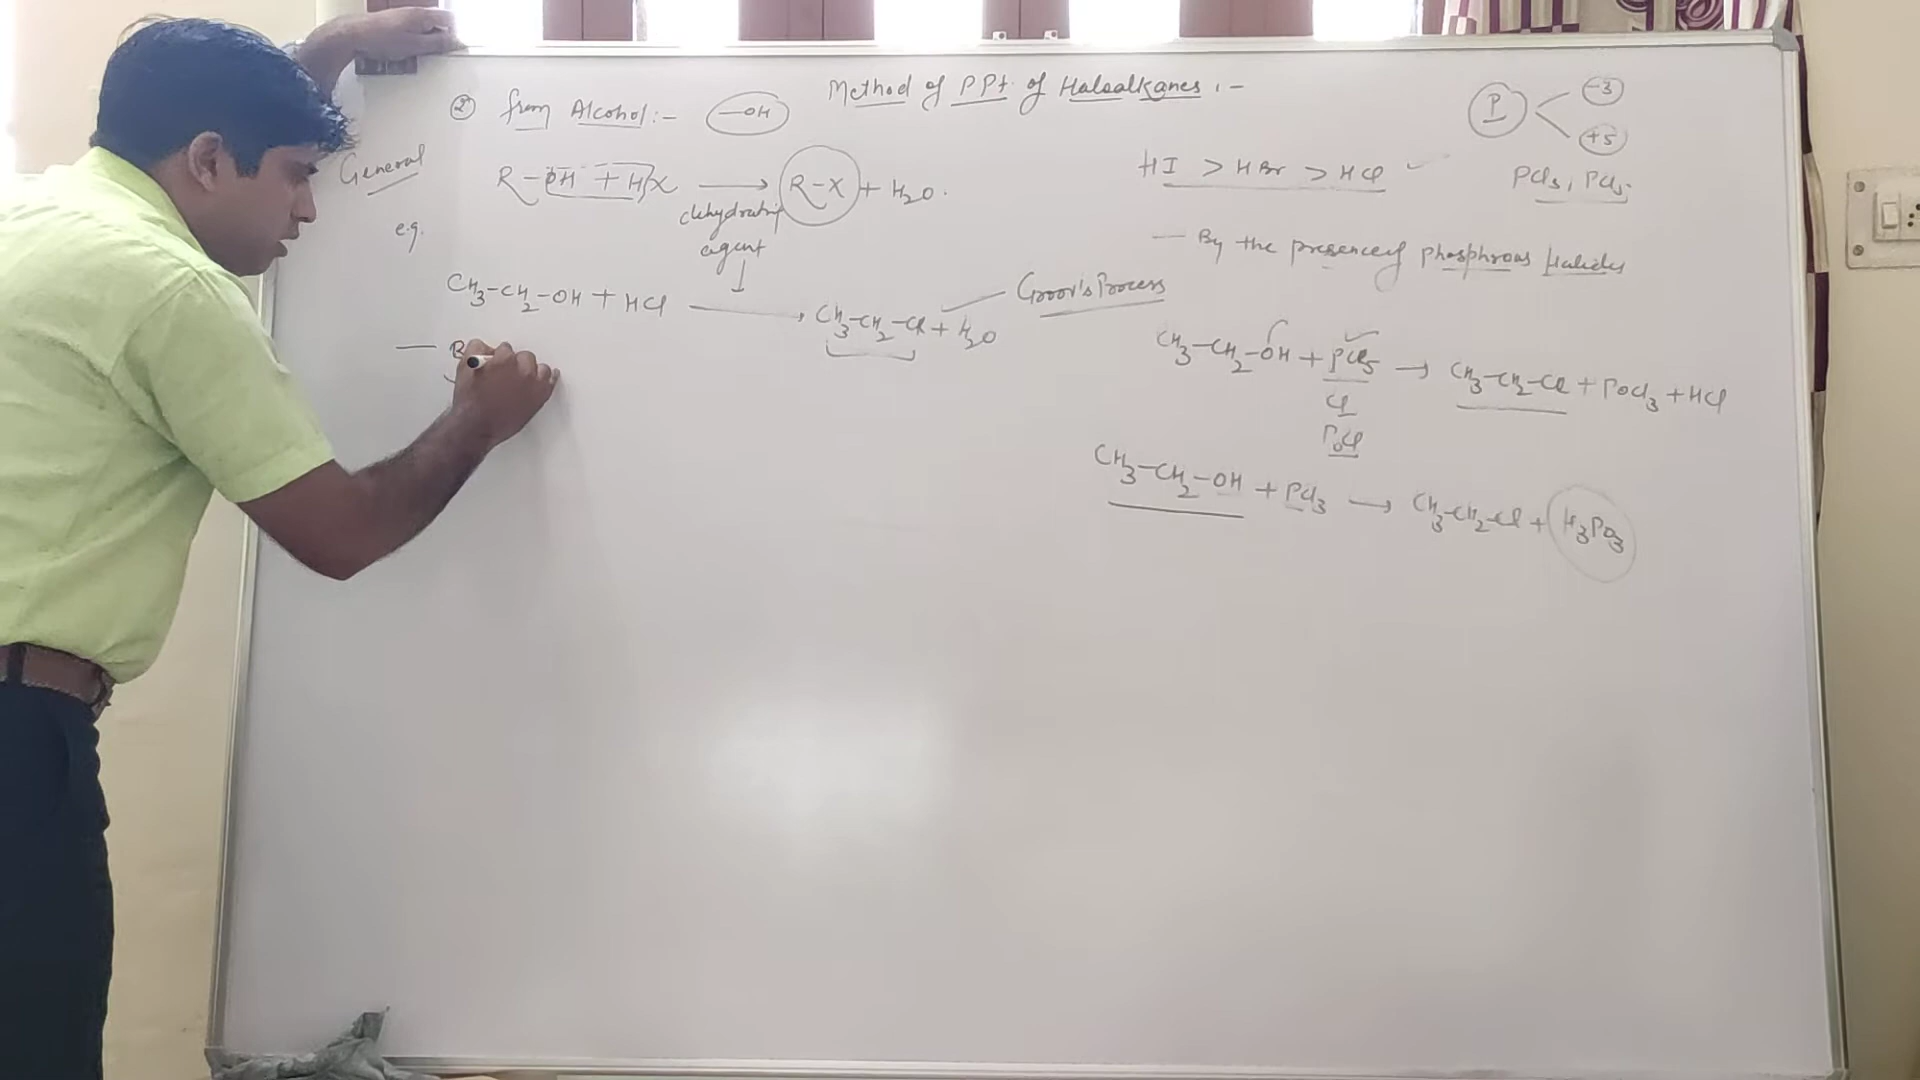 Method of PPt. of Haloalkanes :-
② from Alcohol :- —OH
General R-OH + HX ⟶ R-X + H₂O.
dehydrating
agent
e.g.
CH₃-CH₂-OH + HCl ⟶ CH₃-CH₂-Cl + H₂O
Groov's Process
— B
P
-3
+5
HI > HBr > HCl
PCl₃, PCl₅
— By the presence of phosphrous Halides
CH₃-CH₂-OH + PCl₅ → CH₃-CH₂-Cl + POCl₃ + HCl
Cl
POCl
CH₃-CH₂-OH + PCl₃ → CH₃-CH₂-Cl + H₃PO₃